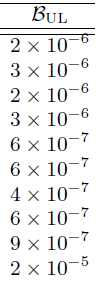 𝓑_UL
2 × 10⁻⁶
3 × 10⁻⁶
2 × 10⁻⁶
3 × 10⁻⁶
6 × 10⁻⁷
6 × 10⁻⁷
4 × 10⁻⁷
6 × 10⁻⁷
9 × 10⁻⁷
2 × 10⁻⁵